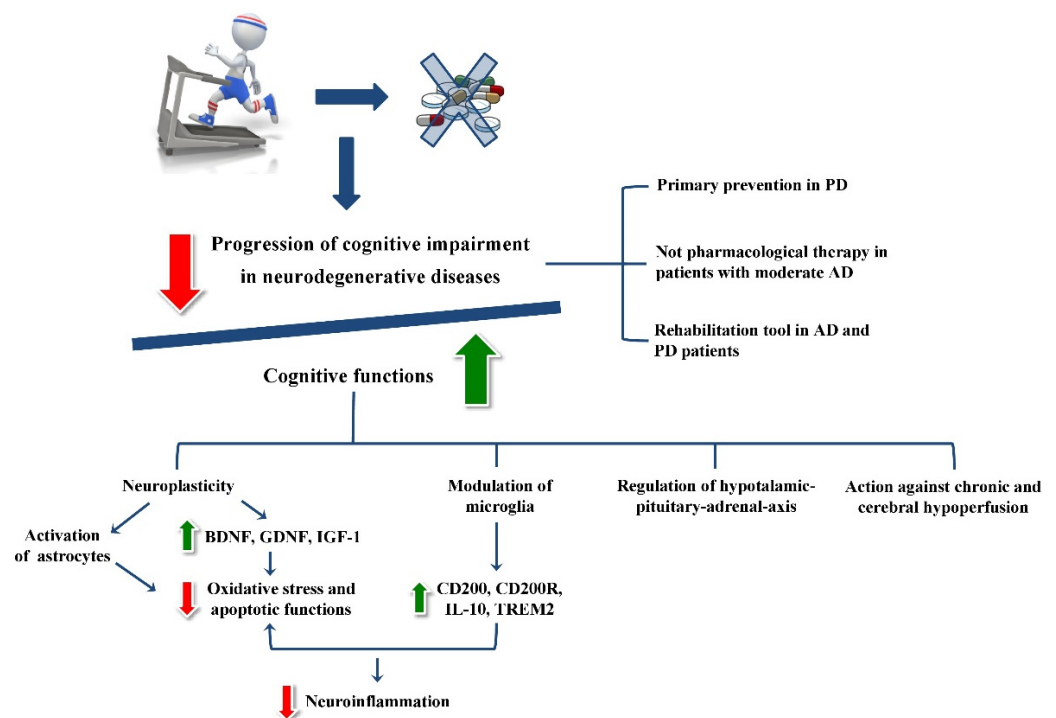 Primary prevention in PD
Progression of cognitive impairment
in neurodegenerative diseases
Not pharmacological therapy in
patients with moderate AD
Rehabilitation tool in AD and
PD patients
Cognitive functions
Neuroplasticity
Modulation of
microglia
Regulation of hypotalamic-
pituitary-adrenal-axis
Action against chronic and
cerebral hypoperfusion
Activation
of astrocytes
BDNF, GDNF, IGF-1
Oxidative stress and
apoptotic functions
CD200, CD200R,
IL-10, TREM2
Neuroinflammation